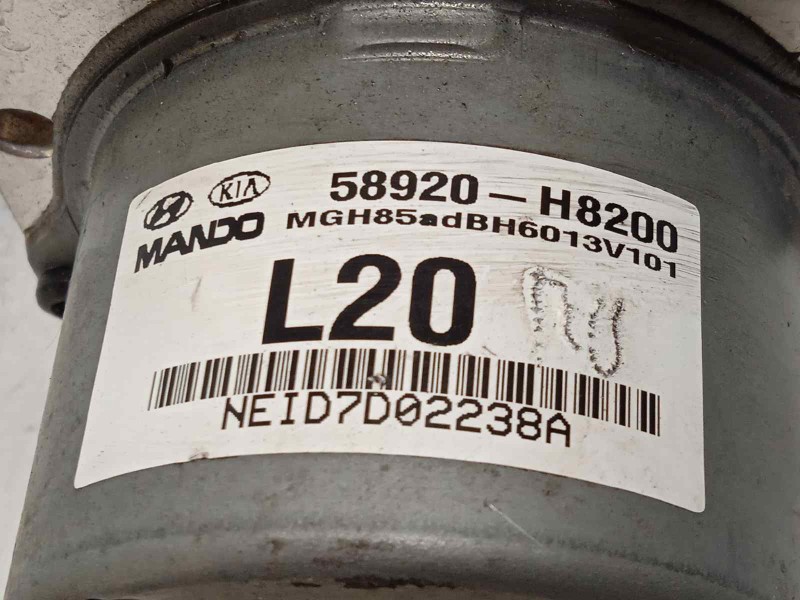 KIA 58920-H8200
MANDO MGH85adBH6013V101
L20
NEID7D02238A